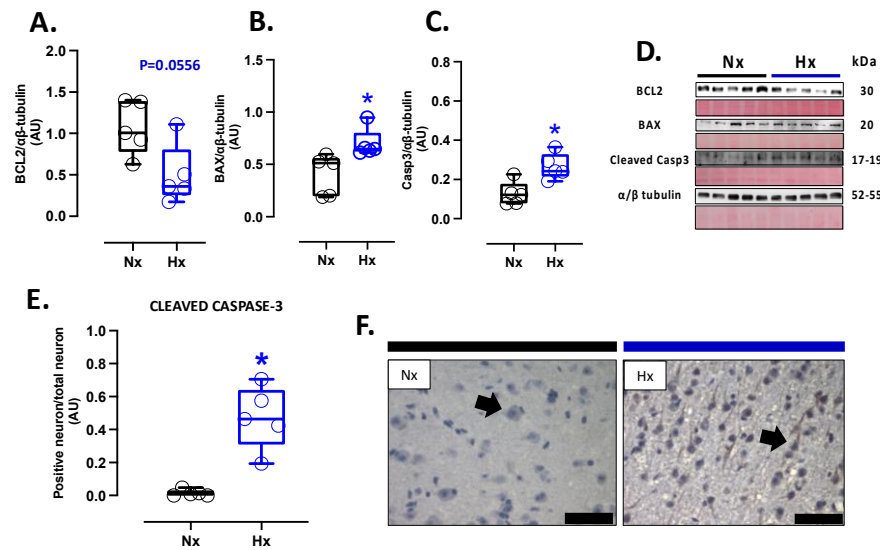 A.
2.0
1.5
1.0
0.5
0.0
BCL2/αβ-tubulin
(AU)
P=0.0556
Nx Hx
B.
1.5
1.0
0.5
0.0
BAX/αβ-tubulin
(AU)
*
Nx Hx
C.
0.8
0.6
0.4
0.2
0.0
Casp3/αβ-tubulin
(AU)
*
Nx Hx
D.
Nx Hx kDa
BCL2 30
BAX 20
Cleaved Casp3 17-19
α/β tubulin 52-55
E.
CLEAVED CASPASE-3
1.0
0.8
0.6
0.4
0.2
0.0
Positive neuron/total neuron
(AU)
*
Nx Hx
F.
Nx
Hx